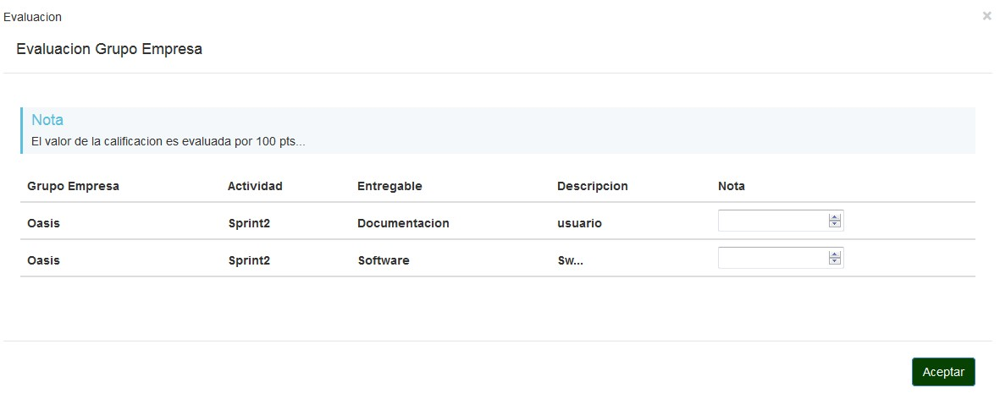 Evaluacion ×
Evaluacion Grupo Empresa
Nota
El valor de la calificacion es evaluada por 100 pts...
Grupo Empresa Actividad Entregable Descripcion Nota
Oasis Sprint2 Documentacion usuario
Oasis Sprint2 Software Sw...
Aceptar